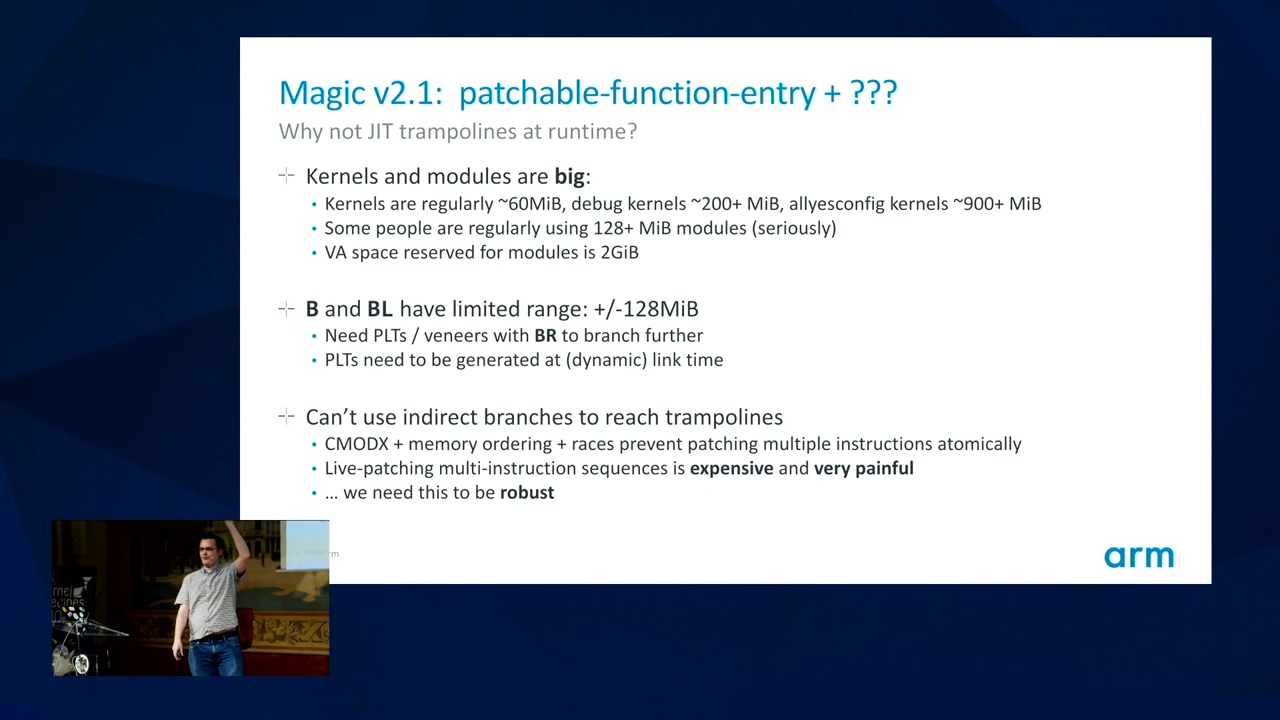 Magic v2.1: patchable-function-entry + ???
Why not JIT trampolines at runtime?
Kernels and modules are big:
• Kernels are regularly ~60MiB, debug kernels ~200+ MiB, allyesconfig kernels ~900+ MiB
• Some people are regularly using 128+ MiB modules (seriously)
• VA space reserved for modules is 2GiB
B and BL have limited range: +/-128MiB
• Need PLTs / veneers with BR to branch further
• PLTs need to be generated at (dynamic) link time
Can't use indirect branches to reach trampolines
• CMODX + memory ordering + races prevent patching multiple instructions atomically
• Live-patching multi-instruction sequences is expensive and very painful
• … we need this to be robust
arm